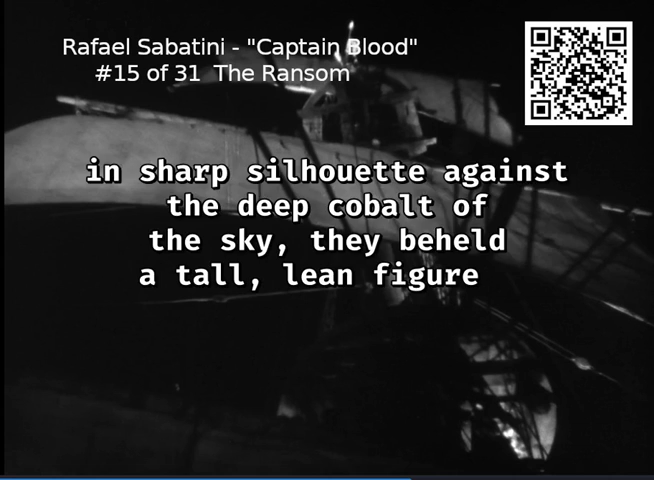 Rafael Sabatini - "Captain Blood"
#15 of 31  The Ransom
in sharp silhouette against
the deep cobalt of
the sky, they beheld
a tall, lean figure